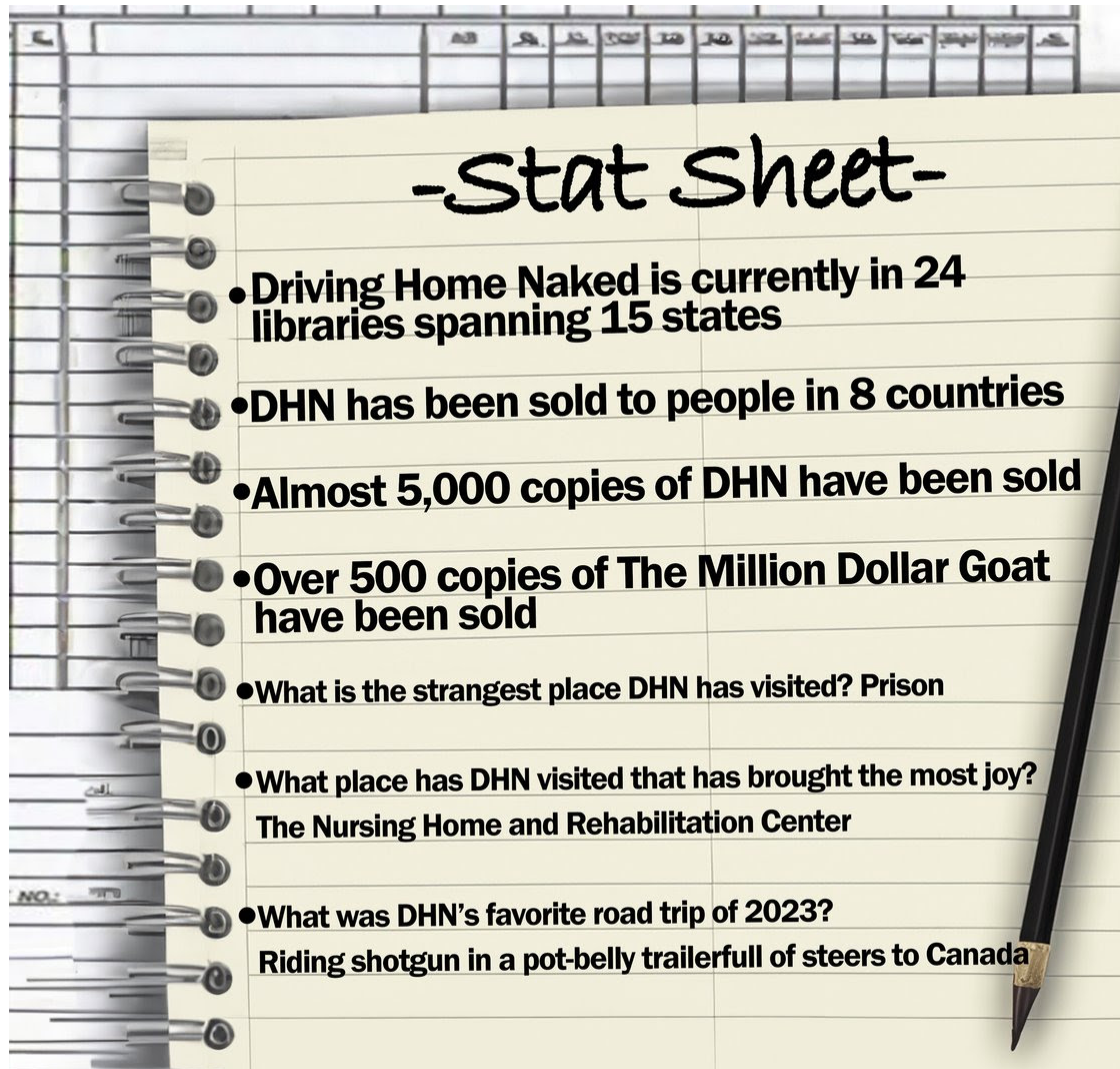 -Stat Sheet-
•Driving Home Naked is currently in 24
libraries spanning 15 states
•DHN has been sold to people in 8 countries
•Almost 5,000 copies of DHN have been sold
•Over 500 copies of The Million Dollar Goat
have been sold
•What is the strangest place DHN has visited? Prison
•What place has DHN visited that has brought the most joy?
The Nursing Home and Rehabilitation Center
NO.:
•What was DHN's favorite road trip of 2023?
Riding shotgun in a pot-belly trailerfull of steers to Canada